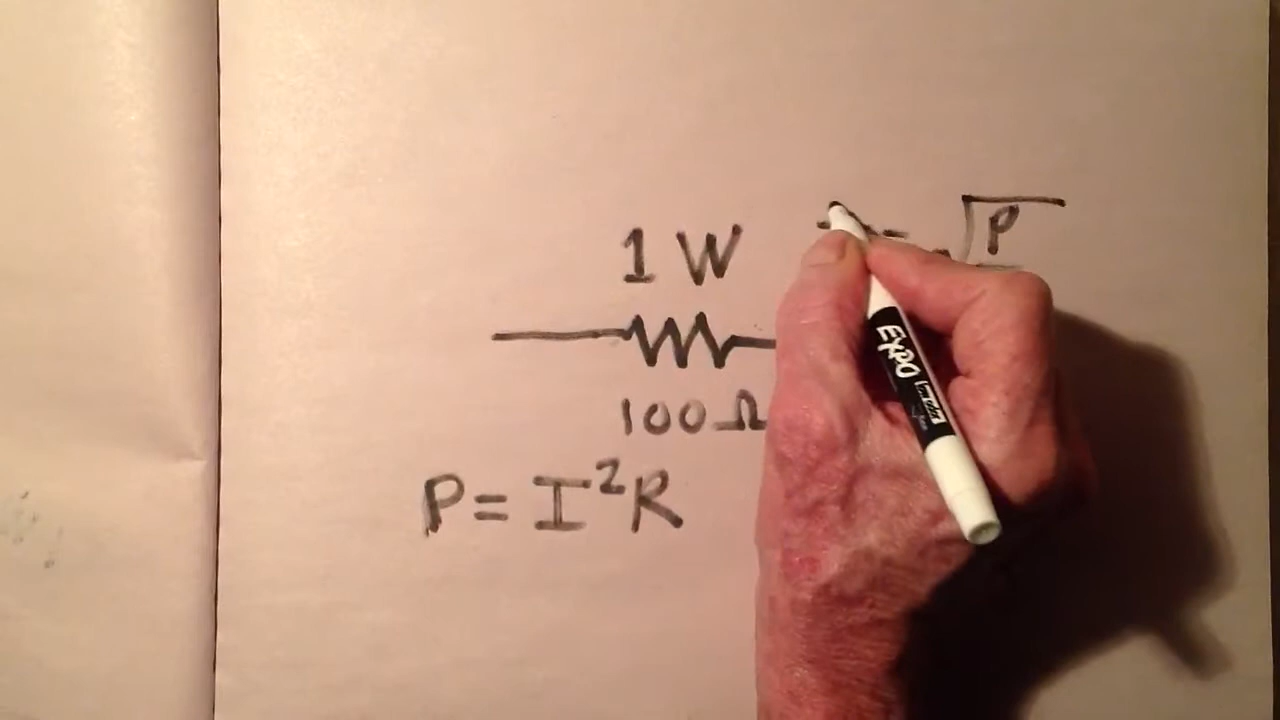 1 W
√P
100 Ω
P = I²R
EXPO